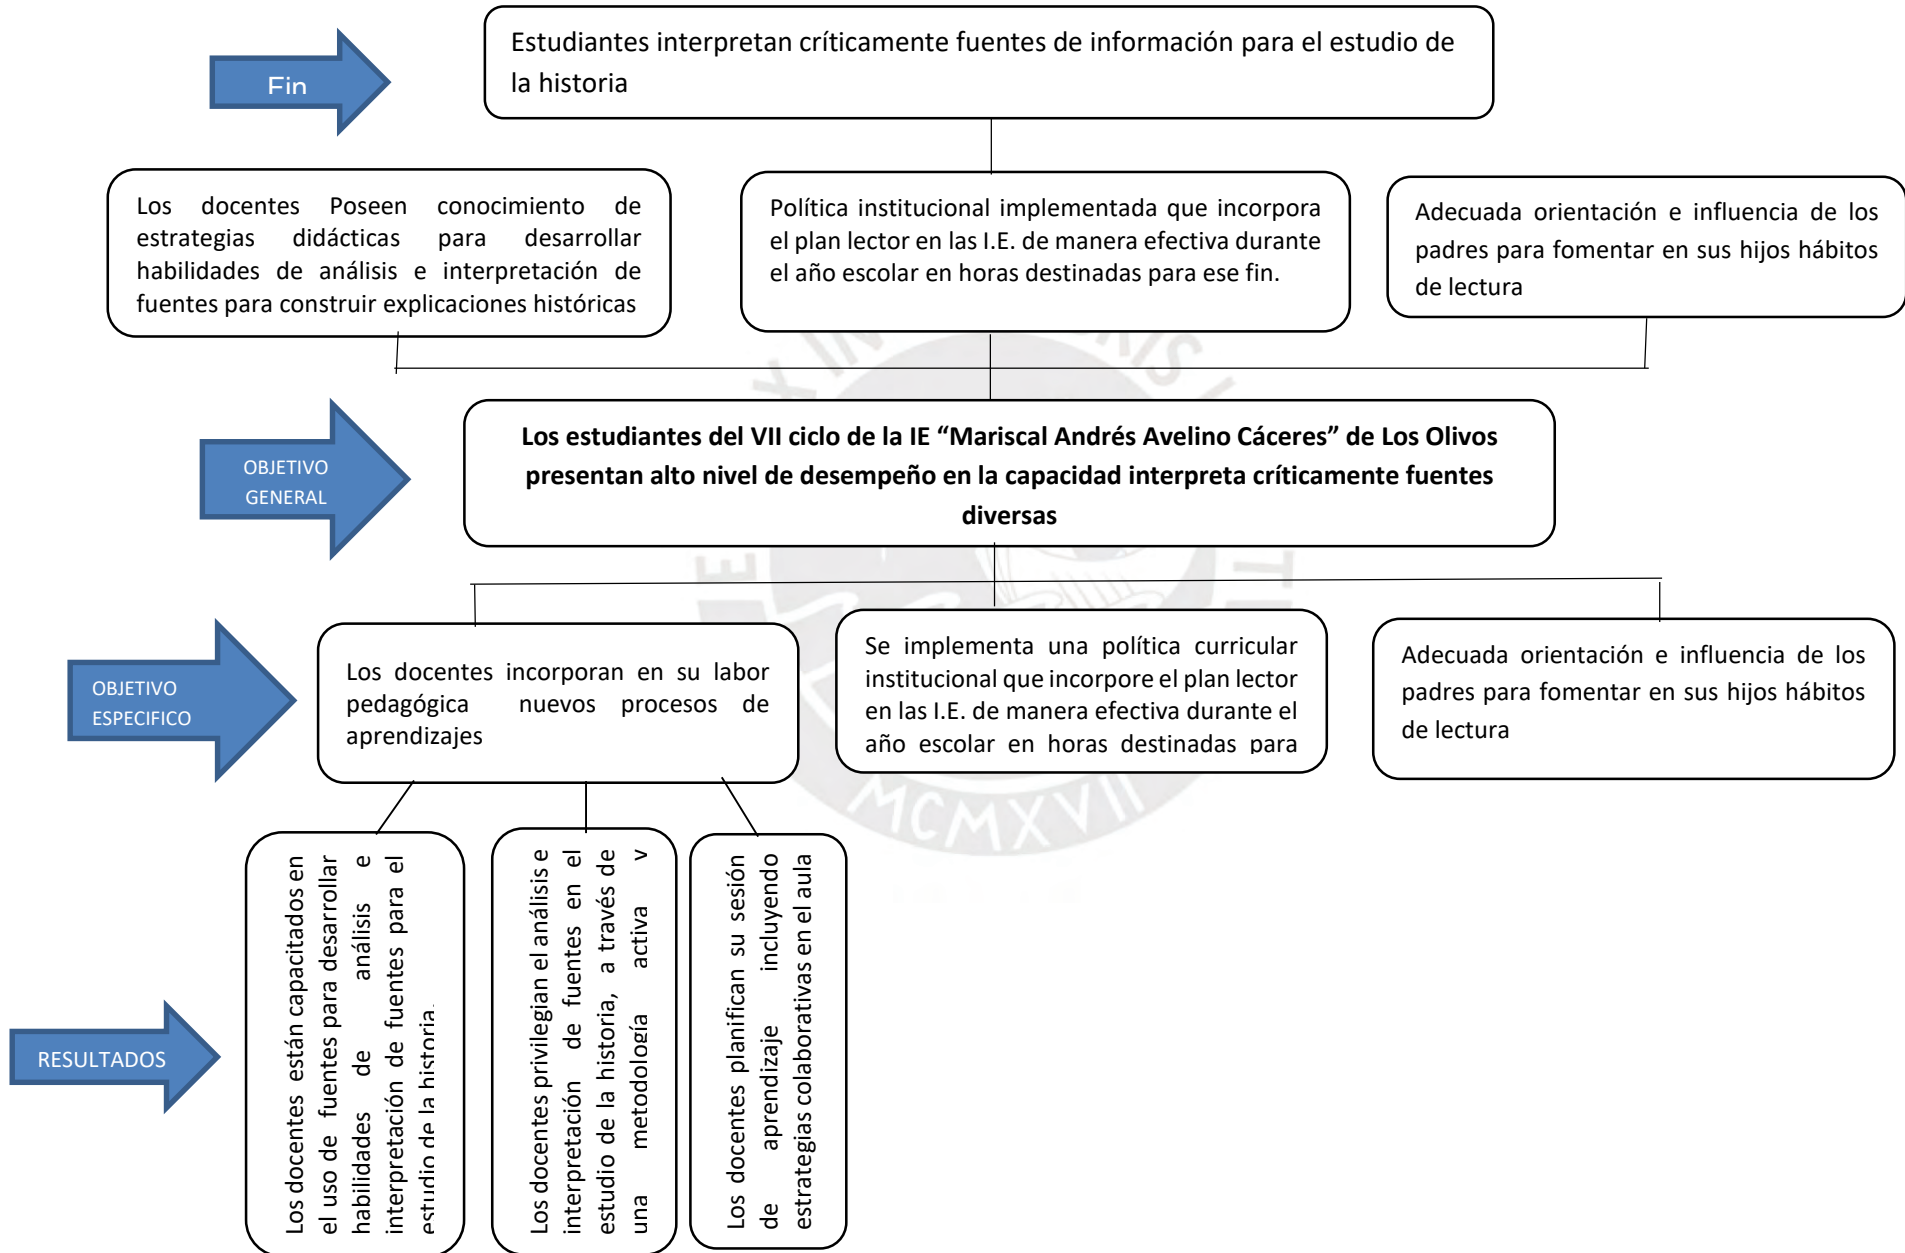 Fin
Estudiantes interpretan críticamente fuentes de información para el estudio de
la historia
Los docentes Poseen conocimiento de
estrategias didácticas para desarrollar
habilidades de análisis e interpretación de
fuentes para construir explicaciones históricas
Política institucional implementada que incorpora
el plan lector en las I.E. de manera efectiva durante
el año escolar en horas destinadas para ese fin.
Adecuada orientación e influencia de los
padres para fomentar en sus hijos hábitos
de lectura
OBJETIVO
GENERAL
Los estudiantes del VII ciclo de la IE “Mariscal Andrés Avelino Cáceres” de Los Olivos
presentan alto nivel de desempeño en la capacidad interpreta críticamente fuentes
diversas
OBJETIVO
ESPECIFICO
Los docentes incorporan en su labor
pedagógica nuevos procesos de
aprendizajes
Se implementa una política curricular
institucional que incorpore el plan lector
en las I.E. de manera efectiva durante el
año escolar en horas destinadas para
Adecuada orientación e influencia de los
padres para fomentar en sus hijos hábitos
de lectura
RESULTADOS
Los docentes están capacitados en
el uso de fuentes para desarrollar
habilidades de análisis e
interpretación de fuentes para el
estudio de la historia.
Los docentes privilegian el análisis e
interpretación de fuentes en el
estudio de la historia, a través de
una metodología activa y
Los docentes planifican su sesión
de aprendizaje incluyendo
estrategias colaborativas en el aula
MCMXVII